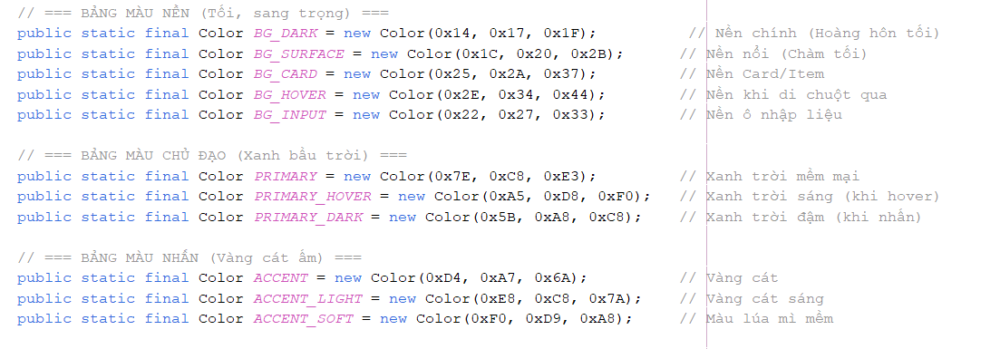 // === BẢNG MÀU NỀN (Tối, sang trọng) ===
public static final Color BG_DARK = new Color(0x14, 0x17, 0x1F); // Nền chính (Hoàng hôn tối)
public static final Color BG_SURFACE = new Color(0x1C, 0x20, 0x2B); // Nền nổi (Chàm tối)
public static final Color BG_CARD = new Color(0x25, 0x2A, 0x37); // Nền Card/Item
public static final Color BG_HOVER = new Color(0x2E, 0x34, 0x44); // Nền khi di chuột qua
public static final Color BG_INPUT = new Color(0x22, 0x27, 0x33); // Nền ô nhập liệu
// === BẢNG MÀU CHỦ ĐẠO (Xanh bầu trời) ===
public static final Color PRIMARY = new Color(0x7E, 0xC8, 0xE3); // Xanh trời mềm mại
public static final Color PRIMARY_HOVER = new Color(0xA5, 0xD8, 0xF0); // Xanh trời sáng (khi hover)
public static final Color PRIMARY_DARK = new Color(0x5B, 0xA8, 0xC8); // Xanh trời đậm (khi nhấn)
// === BẢNG MÀU NHẤN (Vàng cát ấm) ===
public static final Color ACCENT = new Color(0xD4, 0xA7, 0x6A); // Vàng cát
public static final Color ACCENT_LIGHT = new Color(0xE8, 0xC8, 0x7A); // Vàng cát sáng
public static final Color ACCENT_SOFT = new Color(0xF0, 0xD9, 0xA8); // Màu lúa mì mềm